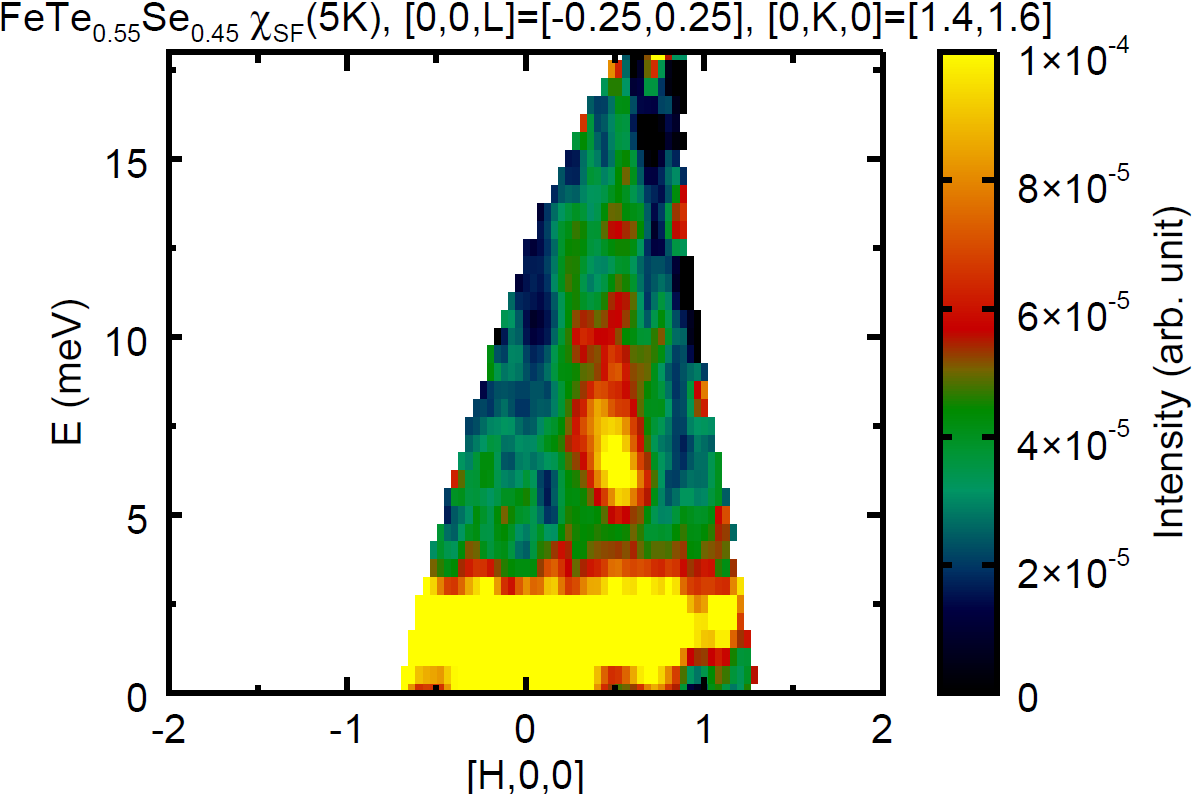 FeTe₀.₅₅Se₀.₄₅ χSF(5K), [0,0,L]=[-0.25,0.25], [0,K,0]=[1.4,1.6]
1×10⁻⁴
8×10⁻⁵
6×10⁻⁵
4×10⁻⁵
2×10⁻⁵
0
Intensity (arb. unit)
15
10
5
0
E (meV)
-2 -1 0 1 2
[H,0,0]